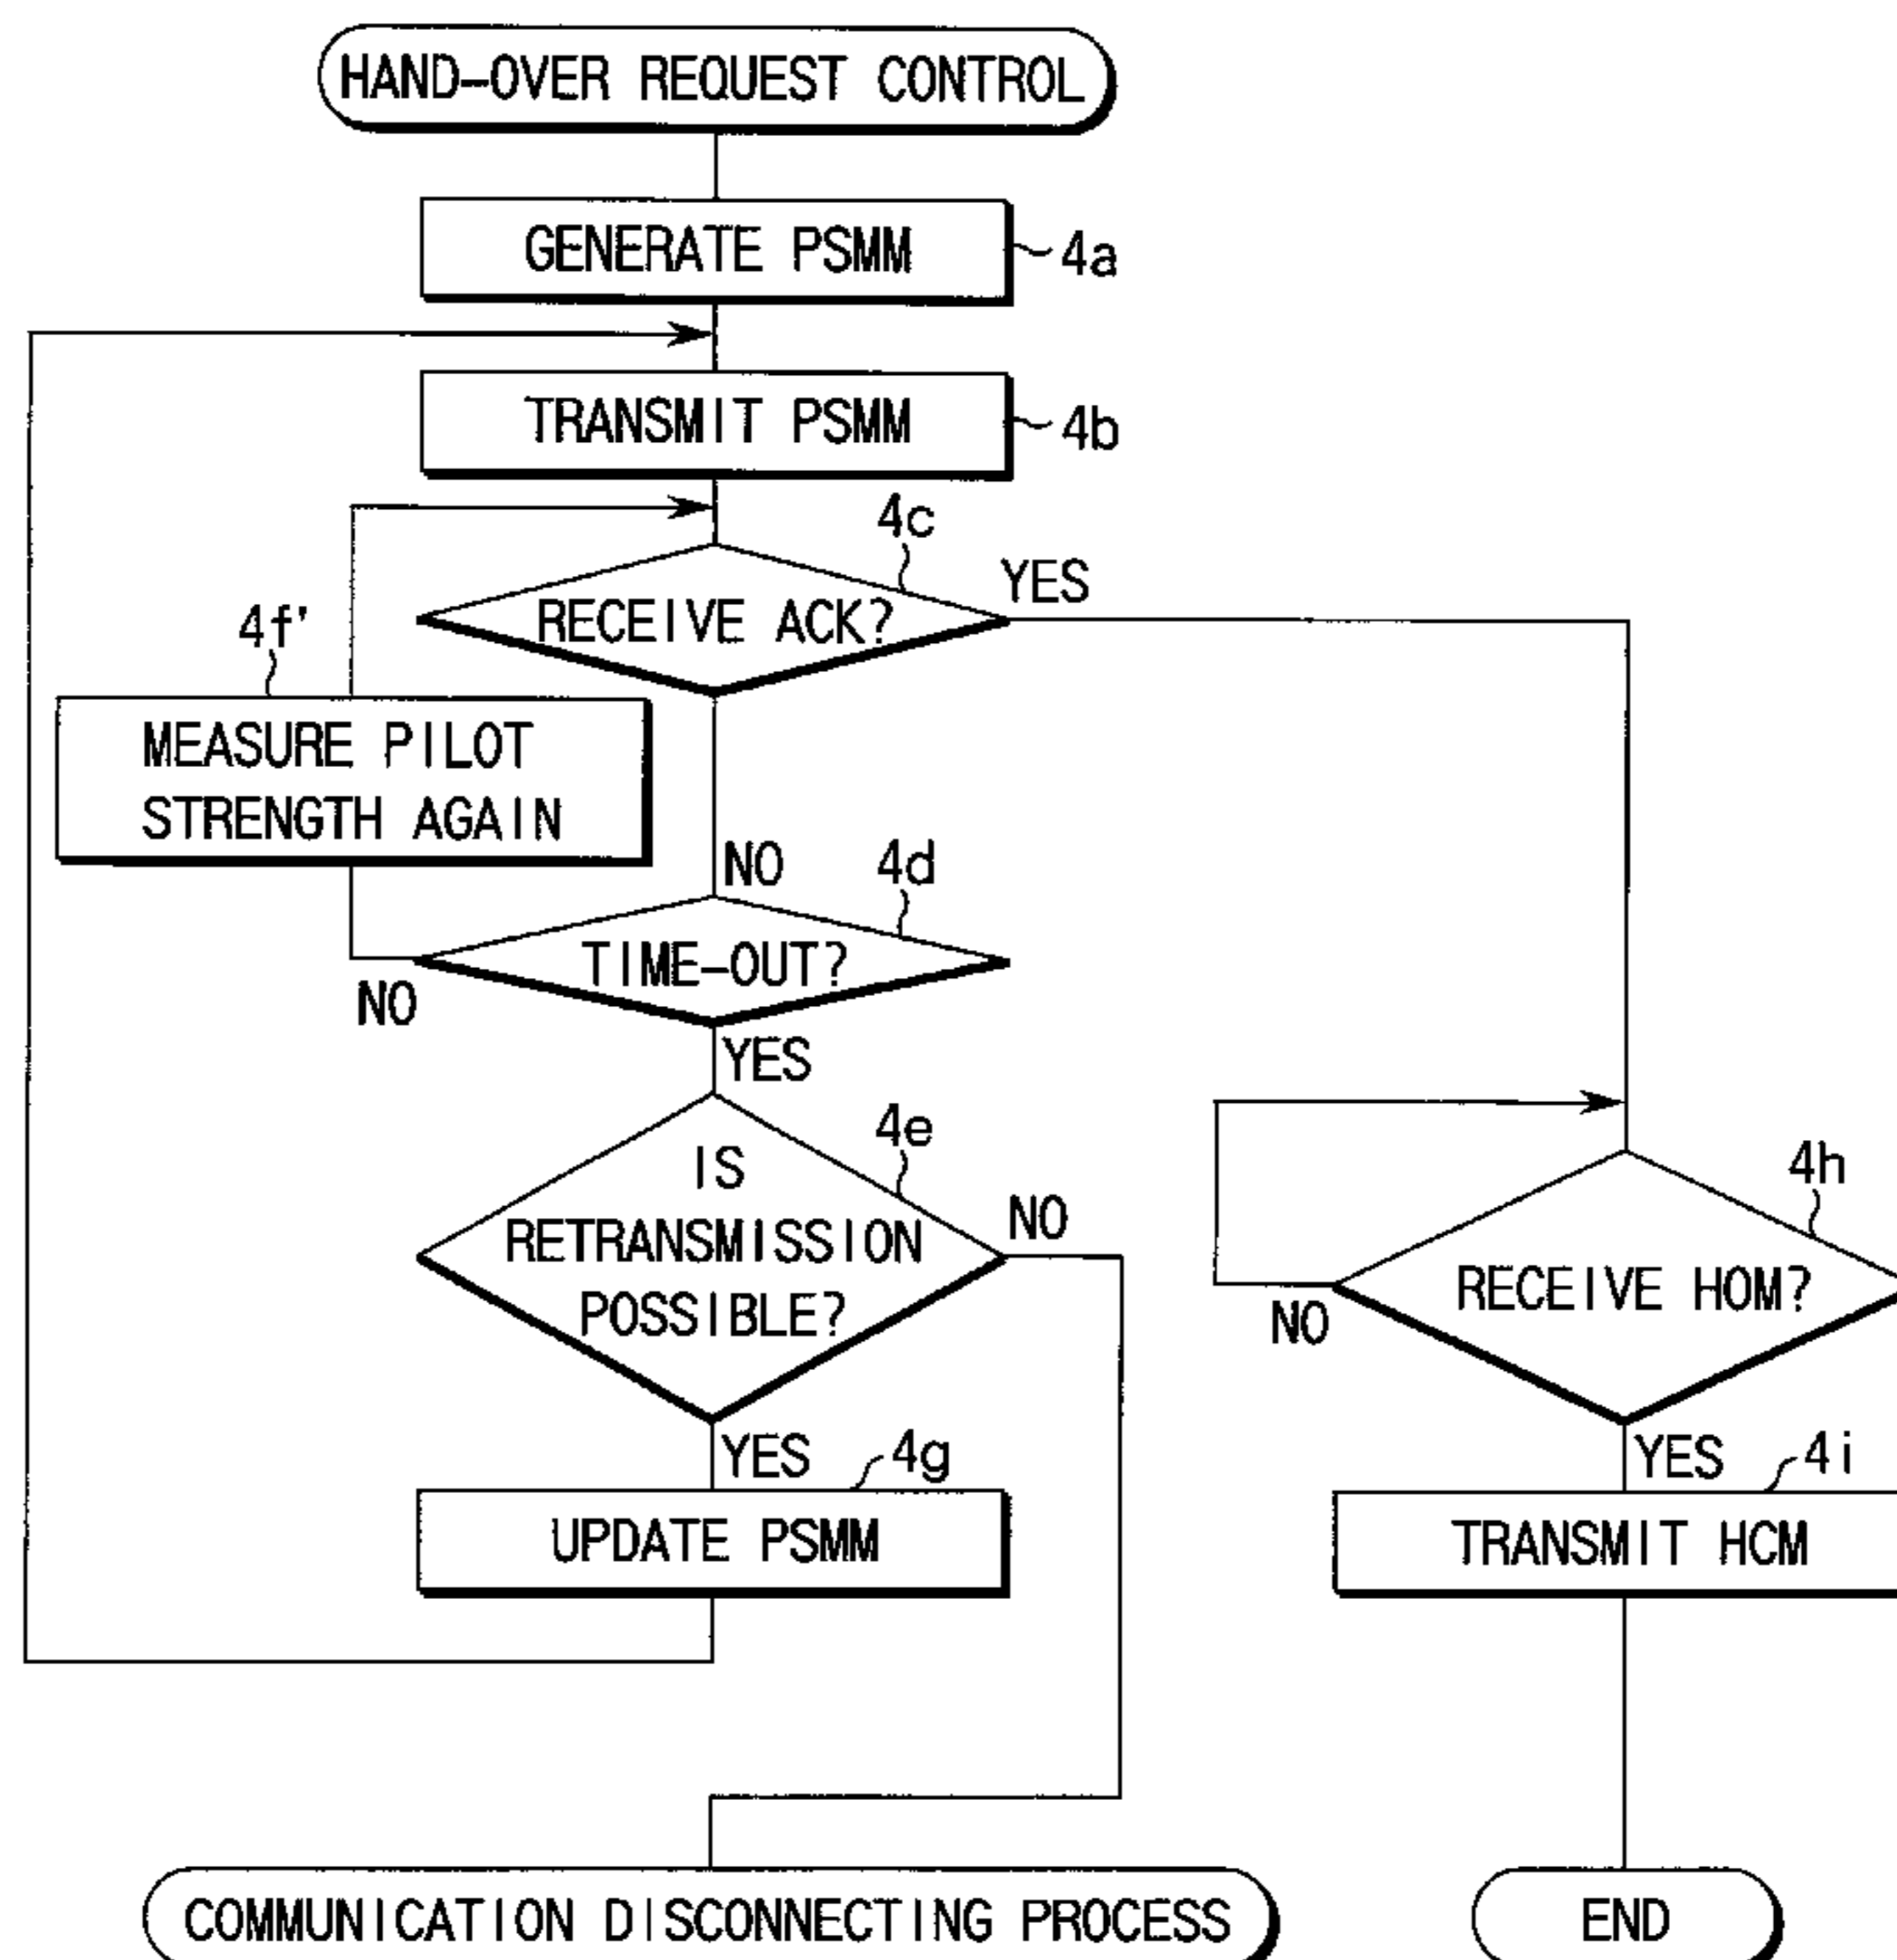 HAND-OVER REQUEST CONTROL
GENERATE PSMM
4a
TRANSMIT PSMM
4b
4c
RECEIVE ACK?
YES
4f'
MEASURE PILOT
STRENGTH AGAIN
NO
4d
TIME-OUT?
NO
YES
4e
IS
RETRANSMISSION
POSSIBLE?
NO
4h
RECEIVE HOM?
NO
YES
4g
UPDATE PSMM
YES
4i
TRANSMIT HCM
COMMUNICATION DISCONNECTING PROCESS
END